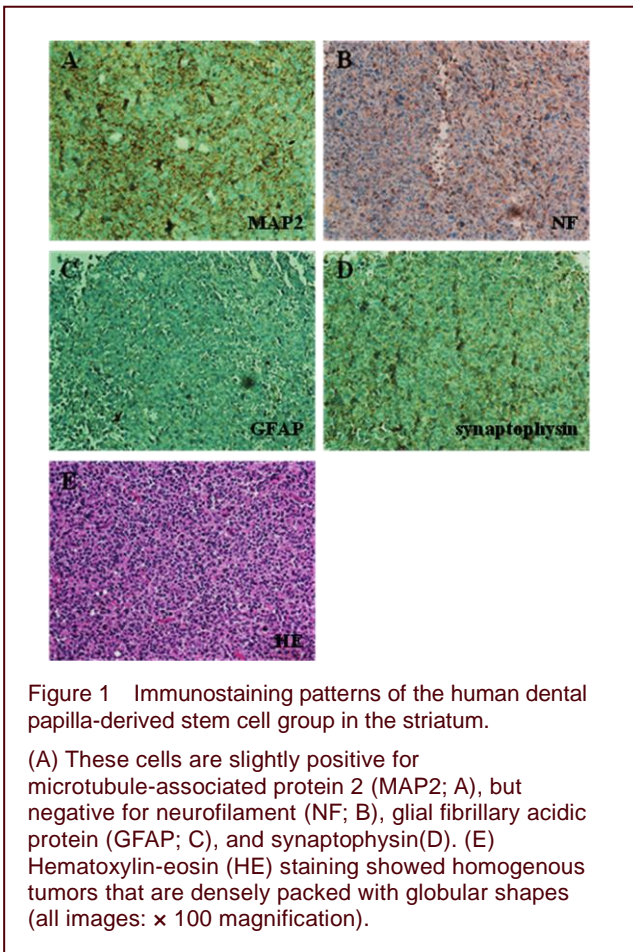 A
MAP2
B
NF
C
GFAP
D
synaptophysin
E
HE
Figure 1 Immunostaining patterns of the human dental
papilla-derived stem cell group in the striatum.
(A) These cells are slightly positive for
microtubule-associated protein 2 (MAP2; A), but
negative for neurofilament (NF; B), glial fibrillary acidic
protein (GFAP; C), and synaptophysin(D). (E)
Hematoxylin-eosin (HE) staining showed homogenous
tumors that are densely packed with globular shapes
(all images: × 100 magnification).